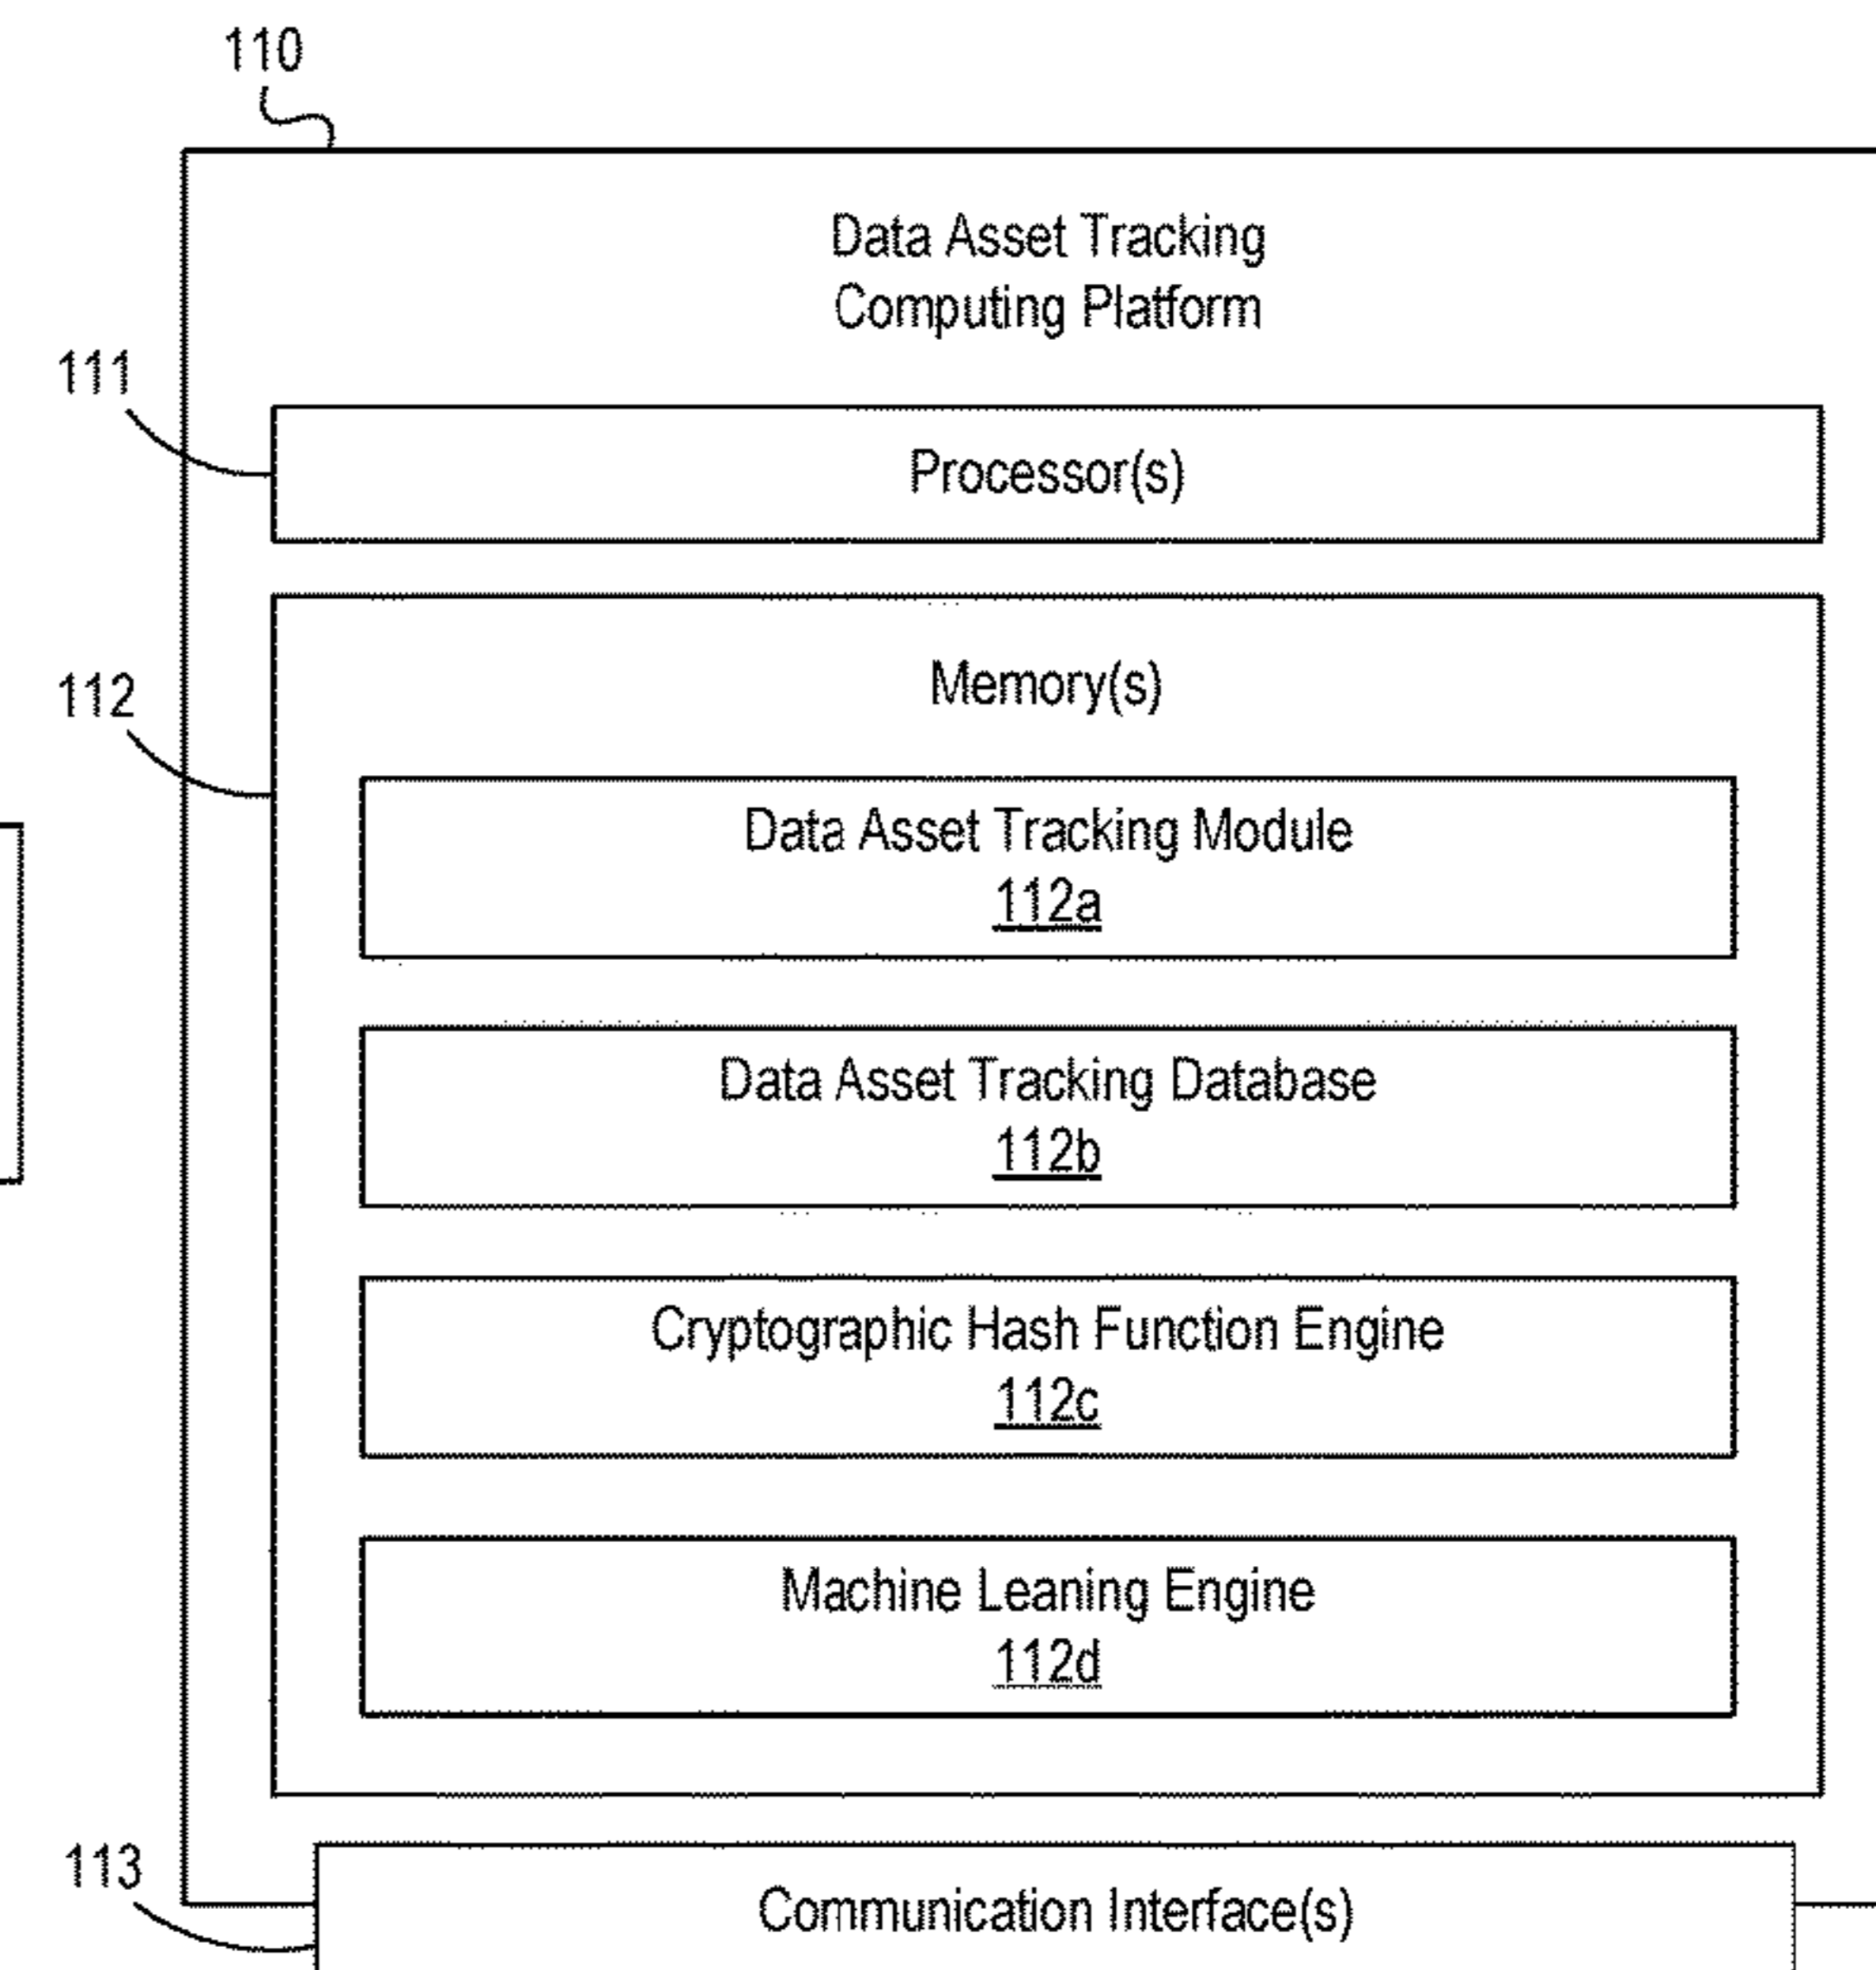 110
Data Asset Tracking
Computing Platform
111
Processor(s)
112
Memory(s)
Data Asset Tracking Module
112a
Data Asset Tracking Database
112b
Cryptographic Hash Function Engine
112c
Machine Leaning Engine
112d
113
Communication Interface(s)